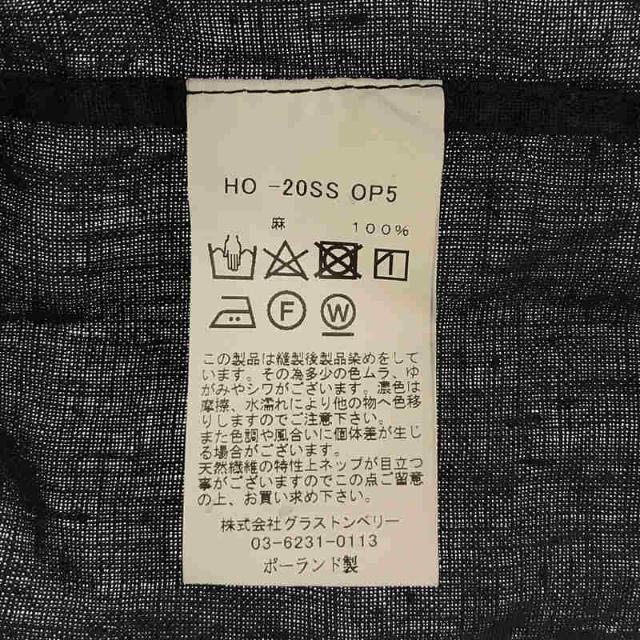 HO -20SS OP5
麻 100%
F W
この製品は縫製後製品染めをして
います。その為多少の色ムラ、ゆ
がみやシワがございます。濃色は
摩擦、水濡れにより他の物へ色移
りしますのでご注意下さい。
また色調や風合いに個体差が生じ
る場合がございます。
天然繊維の特性上ネップが目立つ
事がございますのでこの点ご留意
の上、お買い求め下さい。
株式会社グラストンベリー
03-6231-0113
ポーランド製